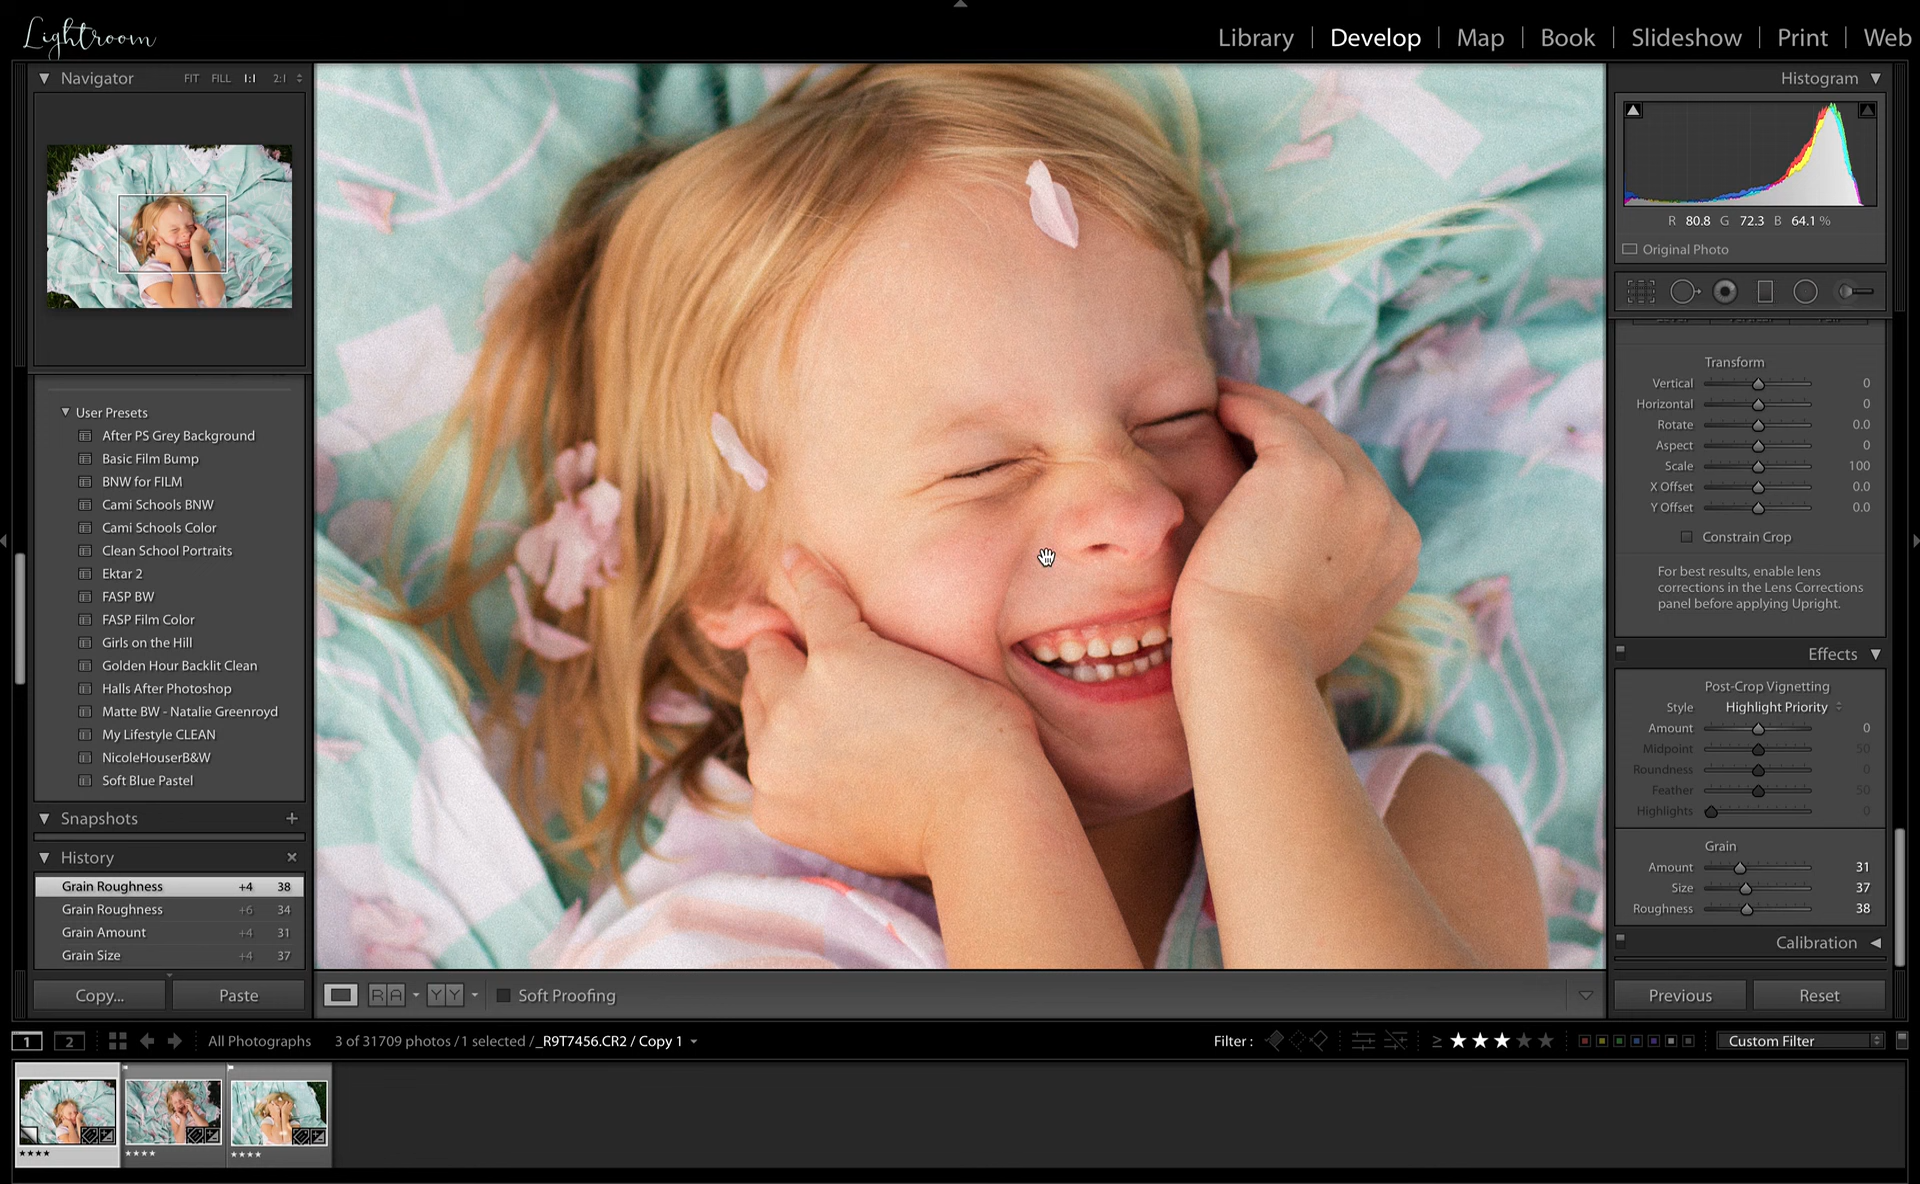 Lightroom
Library | Develop | Map | Book | Slideshow | Print | Web
Navigator FIT FILL 1:1 2:1
User Presets
After PS Grey Background
Basic Film Bump
BNW for FILM
Cami Schools BNW
Cami Schools Color
Clean School Portraits
Ektar 2
FASP BW
FASP Film Color
Girls on the Hill
Golden Hour Backlit Clean
Halls After Photoshop
Matte BW - Natalie Greenroyd
My Lifestyle CLEAN
NicoleHouserB&W
Soft Blue Pastel
Snapshots +
History ×
Grain Roughness +4 38
Grain Roughness +6 34
Grain Amount +4 31
Grain Size +4 37
Copy... Paste
R A Y Y Soft Proofing
Histogram
R 80.8 G 72.3 B 64.1 %
Original Photo
Transform
Vertical 0
Horizontal 0
Rotate 0.0
Aspect 0
Scale 100
X Offset 0.0
Y Offset 0.0
Constrain Crop
For best results, enable lens
corrections in the Lens Corrections
panel before applying Upright.
Effects
Post-Crop Vignetting
Style Highlight Priority
Amount 0
Midpoint 50
Roundness 0
Feather 50
Highlights 0
Grain
Amount 31
Size 37
Roughness 38
Calibration
Previous Reset
1 2 All Photographs 3 of 31709 photos / 1 selected / _R9T7456.CR2 / Copy 1 Filter : ≥ ★★★★★ Custom Filter
★★★★ ★★★★ ★★★★